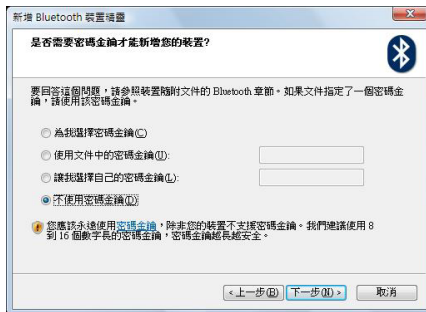 新增 Bluetooth 裝置精靈
是否需要密碼金鑰才能新增您的裝置?
要回答這個問題，請參照裝置隨附文件的 Bluetooth 章節。如果文件指定了一個密碼金
鑰，請使用該密碼金鑰。
為我選擇密碼金鑰(C)
使用文件中的密碼金鑰(U):
讓我選擇自己的密碼金鑰(L):
不使用密碼金鑰(D)
您應該永遠使用密碼金鑰，除非您的裝置不支援密碼金鑰。我們建議使用 8
到 16 個數字長的密碼金鑰，密碼金鑰越長越安全。
<上一步(B) 下一步(N)> 取消